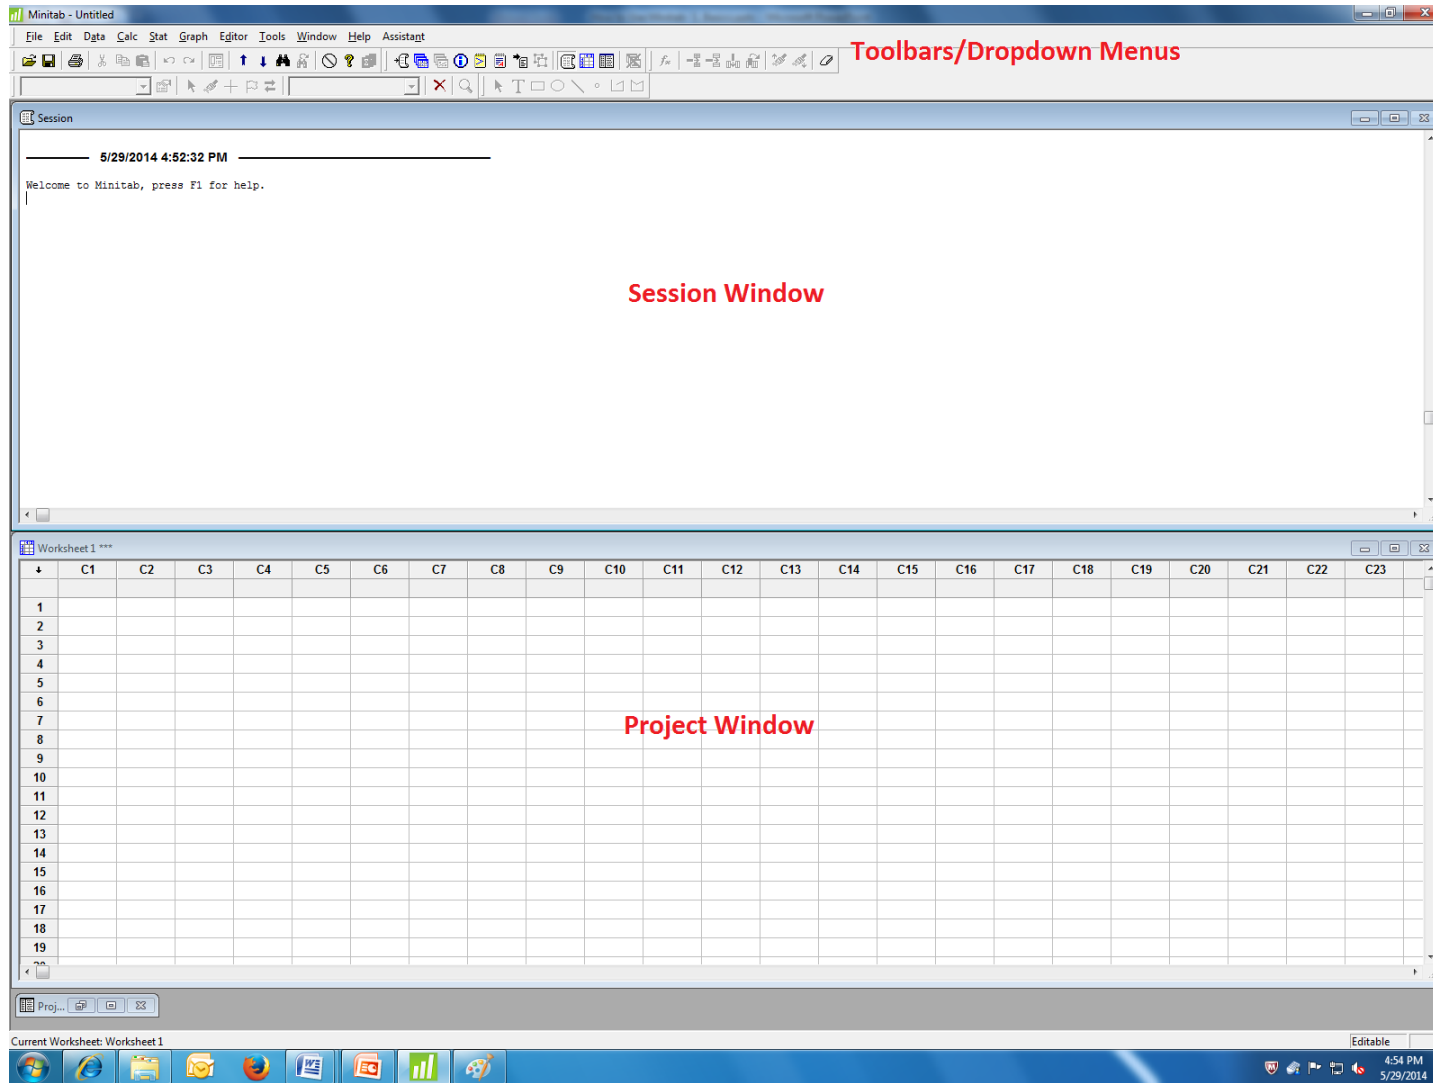 Minitab - Untitled
File Edit Data Calc Stat Graph Editor Tools Window Help Assistant
Toolbars/Dropdown Menus
Session
5/29/2014 4:52:32 PM
Welcome to Minitab, press F1 for help.
Session Window
Worksheet 1 ***
C1 C2 C3 C4 C5 C6 C7 C8 C9 C10 C11 C12 C13 C14 C15 C16 C17 C18 C19 C20 C21 C22 C23
1
2
3
4
5
6
7
Project Window
8
9
10
11
12
13
14
15
16
17
18
19
Proj...
Current Worksheet: Worksheet 1
Editable
4:54 PM
5/29/2014